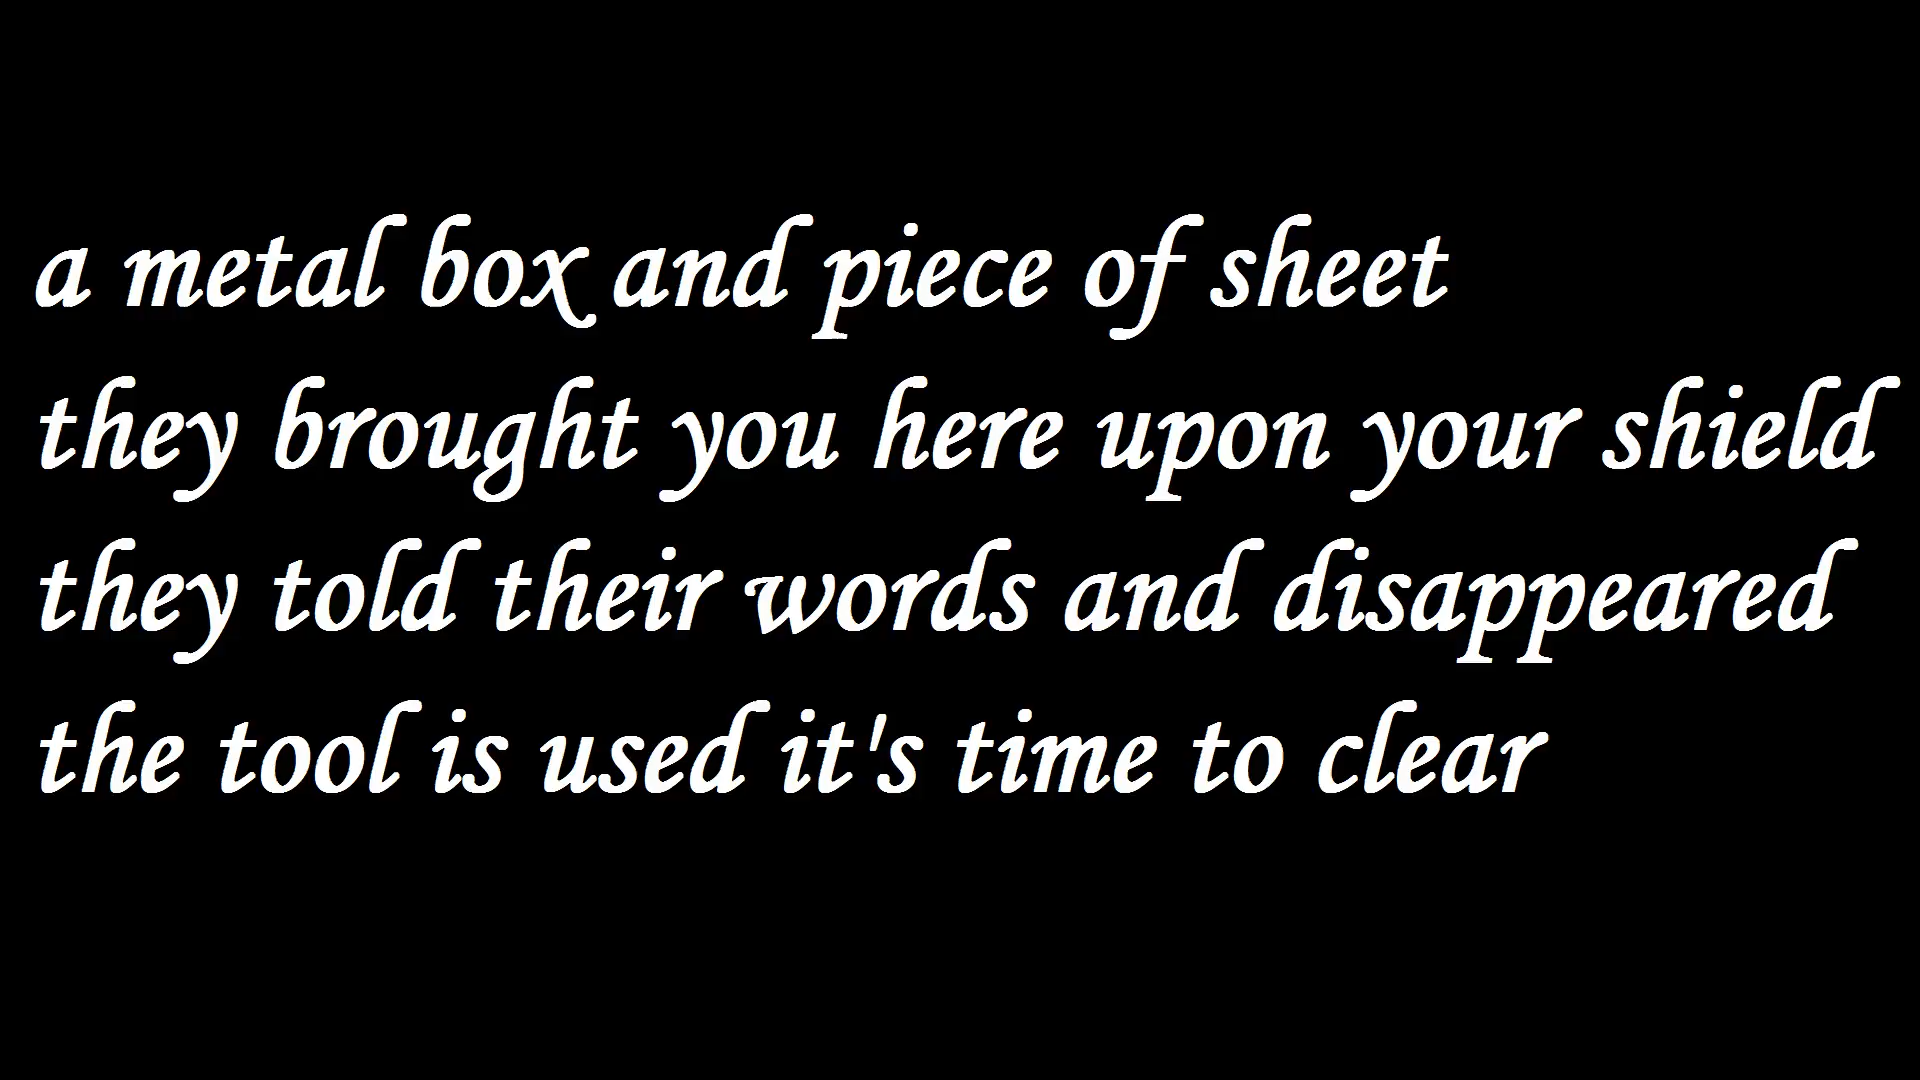 a metal box and piece of sheet
they brought you here upon your shield
they told their words and disappeared
the tool is used it's time to clear